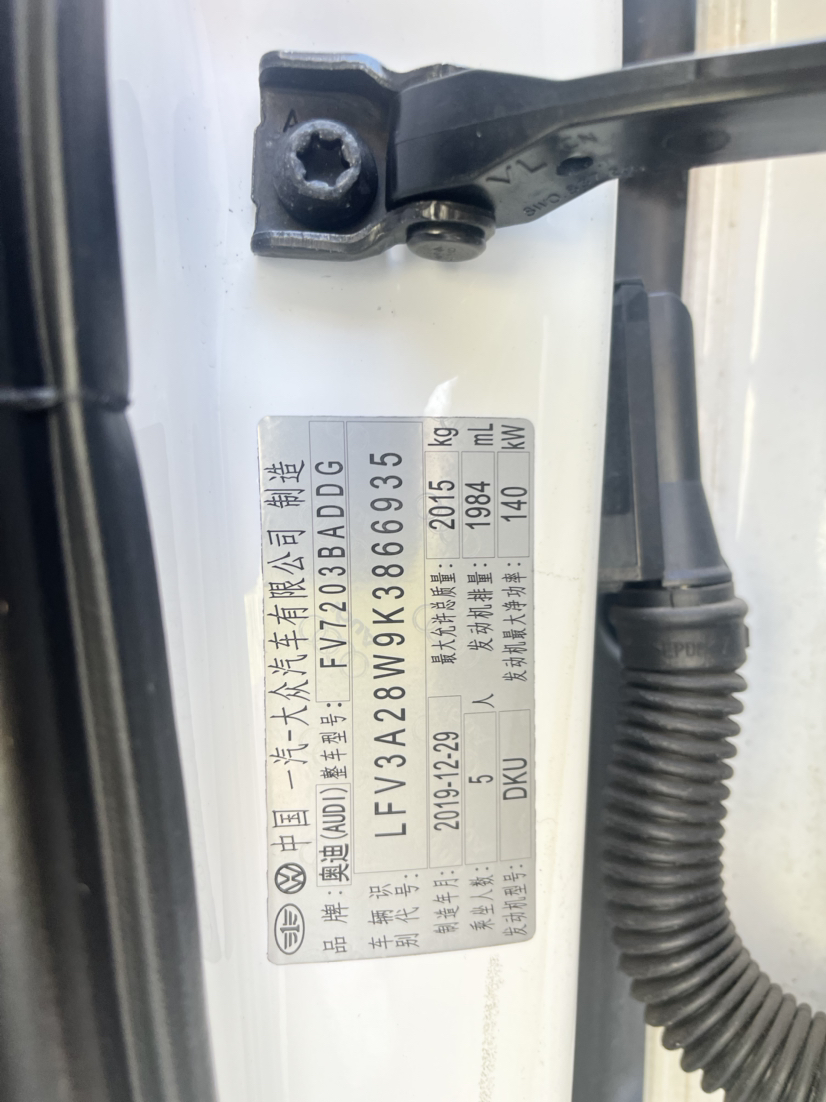 中国 一汽-大众汽车有限公司 制造
品牌: 奥迪(AUDI) 整车型号: FV7203BADDG
车辆识别代号: LFV3A28W9K3866935
制造年月: 2019-12-29 最大允许总质量: 2015 kg
乘坐人数: 5 人 发动机排量: 1984 mL
发动机型号: DKU 发动机最大净功率: 140 kW
A
VL